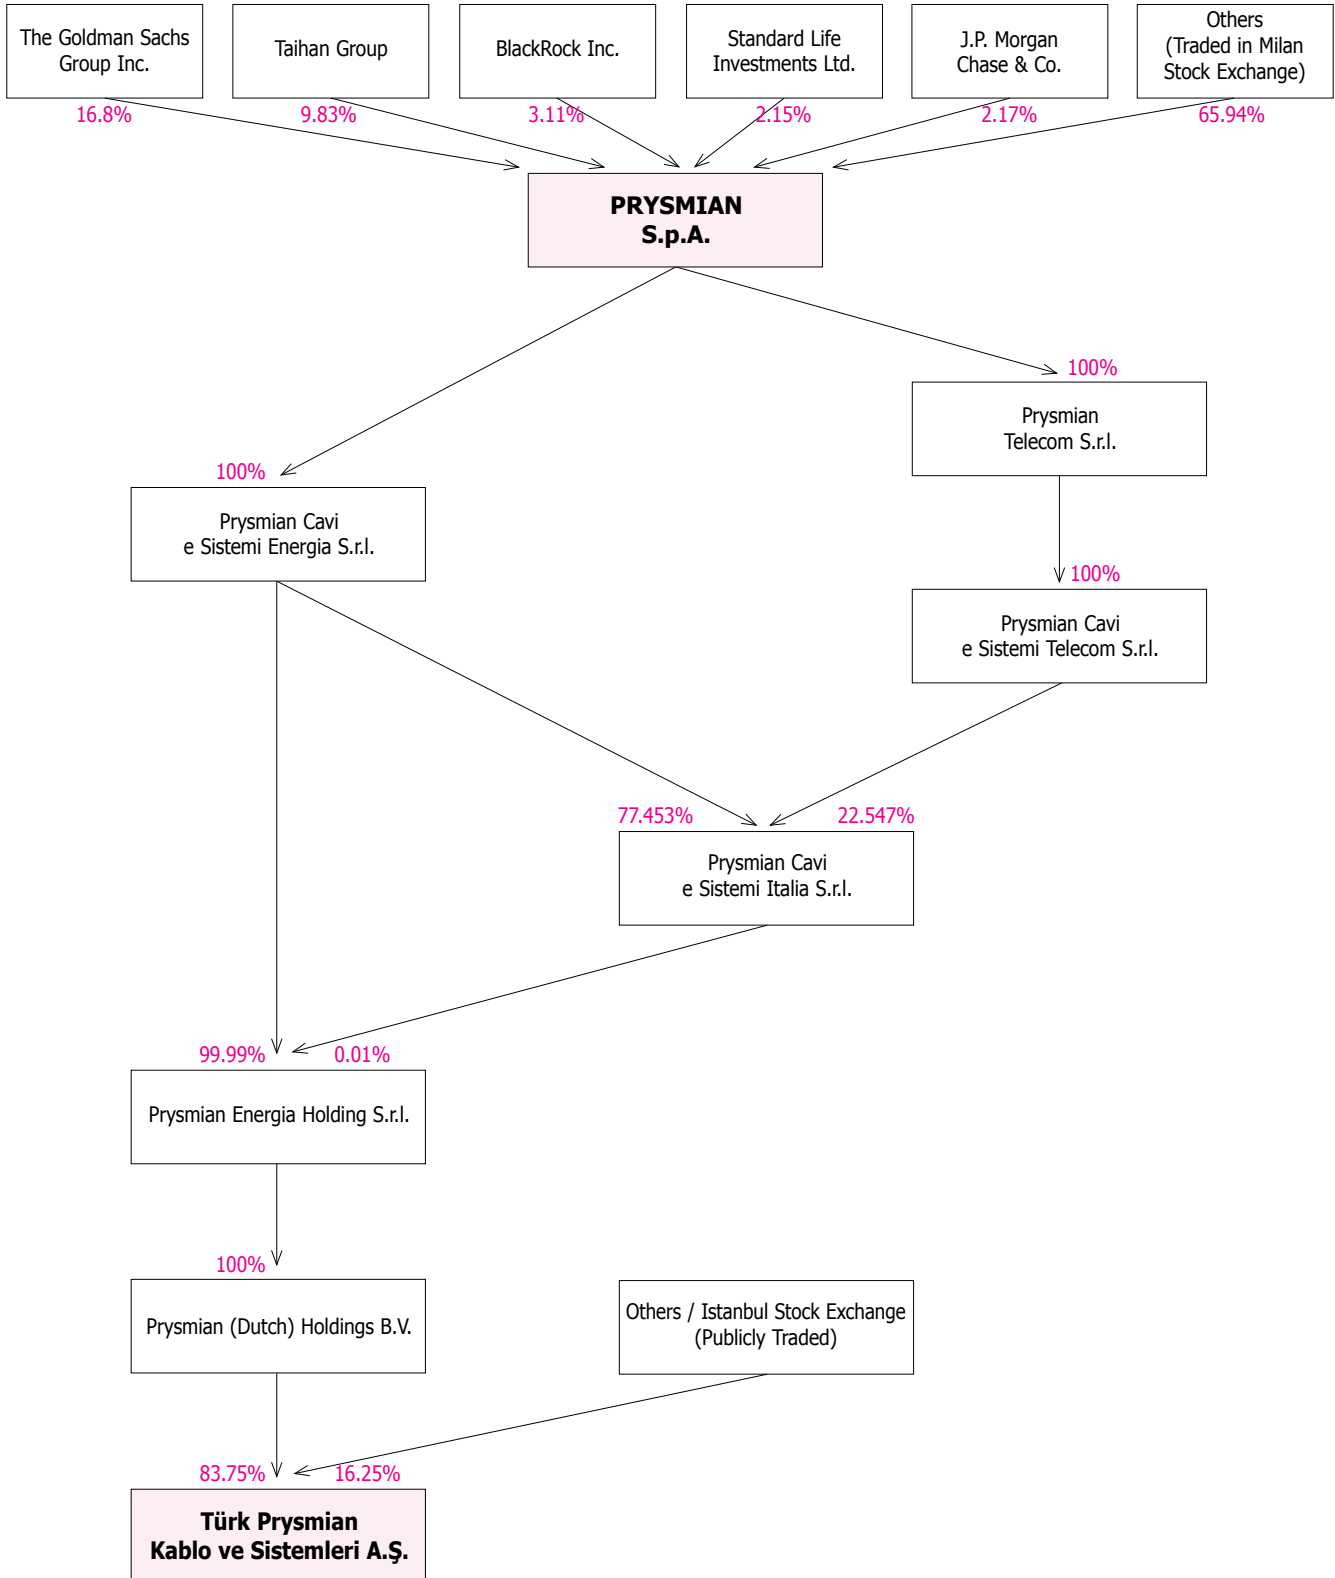 The Goldman Sachs
Group Inc.
Taihan Group
BlackRock Inc.
Standard Life
Investments Ltd.
J.P. Morgan
Chase & Co.
Others
(Traded in Milan
Stock Exchange)
16.8%
9.83%
3.11%
2.15%
2.17%
65.94%
PRYSMIAN
S.p.A.
100%
Prysmian
Telecom S.r.l.
100%
Prysmian Cavi
e Sistemi Energia S.r.l.
100%
Prysmian Cavi
e Sistemi Telecom S.r.l.
77.453%
22.547%
Prysmian Cavi
e Sistemi Italia S.r.l.
99.99%
0.01%
Prysmian Energia Holding S.r.l.
100%
Prysmian (Dutch) Holdings B.V.
Others / Istanbul Stock Exchange
(Publicly Traded)
83.75%
16.25%
Türk Prysmian
Kablo ve Sistemleri A.Ş.